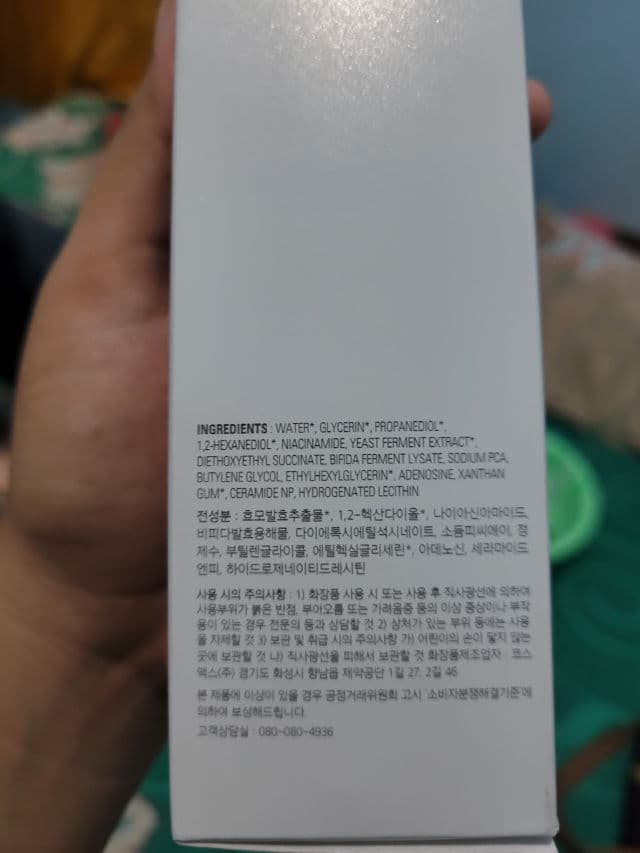 INGREDIENTS : WATER*, GLYCERIN*, PROPANEDIOL*,
1,2-HEXANEDIOL*, NIACINAMIDE, YEAST FERMENT EXTRACT*,
DIETHOXYETHYL SUCCINATE, BIFIDA FERMENT LYSATE, SODIUM PCA,
BUTYLENE GLYCOL, ETHYLHEXYLGLYCERIN*, ADENOSINE, XANTHAN
GUM*, CERAMIDE NP, HYDROGENATED LECITHIN
전성분 : 효모발효추출물*, 1,2-헥산다이올*, 나이아신아마이드,
비피다발효용해물, 다이에톡시에틸석시네이트, 소듐피씨에이, 정
제수, 부틸렌글라이콜, 에틸헥실글리세린*, 아데노신, 세라마이드
엔피, 하이드로제네이티드레시틴
사용 시의 주의사항 : 1) 화장품 사용 시 또는 사용 후 직사광선에 의하여
사용부위가 붉은 반점, 부어오름 또는 가려움증 등의 이상 증상이나 부작
용이 있는 경우 전문의 등과 상담할 것 2) 상처가 있는 부위 등에는 사용
을 자제할 것 3) 보관 및 취급 시의 주의사항 가) 어린이의 손이 닿지 않는
곳에 보관할 것 나) 직사광선을 피해서 보관할 것 화장품제조업자 : 코스
맥스(주) 경기도 화성시 향남읍 제약공단 1길 27, 2길 46
본 제품에 이상이 있을 경우 공정거래위원회 고시 '소비자분쟁해결기준'에
의하여 보상해드립니다.
고객상담실 : 080-080-4936